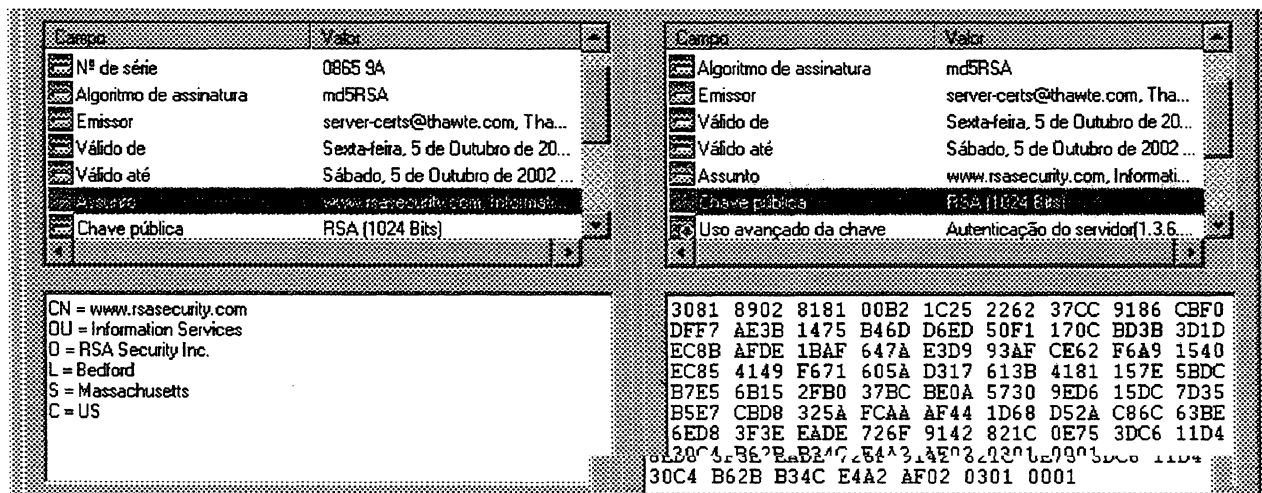 Campo Valor
Nº de série 0865 9A
Algoritmo de assinatura md5RSA
Emissor server-certs@thawte.com, Tha...
Válido de Sexta-feira, 5 de Outubro de 20...
Válido até Sábado, 5 de Outubro de 2002 ...
Assunto www.rsasecurity.com, Informati...
Chave pública RSA (1024 Bits)
CN = www.rsasecurity.com
OU = Information Services
O = RSA Security Inc.
L = Bedford
S = Massachusetts
C = US
Campo Valor
Algoritmo de assinatura md5RSA
Emissor server-certs@thawte.com, Tha...
Válido de Sexta-feira, 5 de Outubro de 20...
Válido até Sábado, 5 de Outubro de 2002 ...
Assunto www.rsasecurity.com, Informati...
Chave pública RSA (1024 Bits)
Uso avançado da chave Autenticação do servidor(1.3.6....
3081 8902 8181 00B2 1C25 2262 37CC 9186 CBF0
DFF7 AE3B 1475 B46D D6ED 50F1 170C BD3B 3D1D
EC8B AFDE 1BAF 647A E3D9 93AF CE62 F6A9 1540
EC85 4149 F671 605A D317 613B 4181 157E 5BDC
B7E5 6B15 2FB0 37BC BE0A 5730 9ED6 15DC 7D35
B5E7 CBD8 325A FCAA AF44 1D68 D52A C86C 63BE
6ED8 3F3E EADE 726F 9142 821C 0E75 3DC6 11D4
30C4 B62B B34C E4A2 AF02 0301 0001